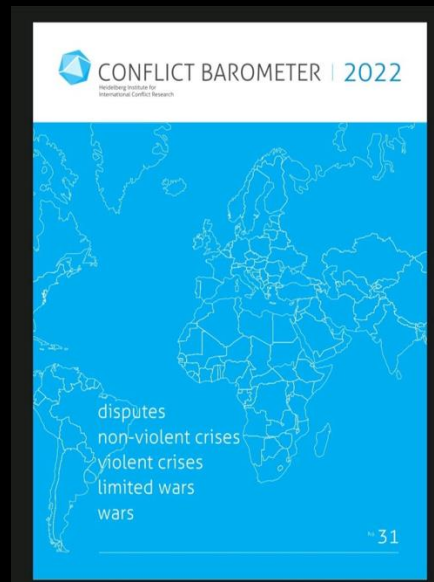 CONFLICT BAROMETER | 2022
Heidelberg Institute for
International Conflict Research
disputes
non-violent crises
violent crises
limited wars
wars
No. 31